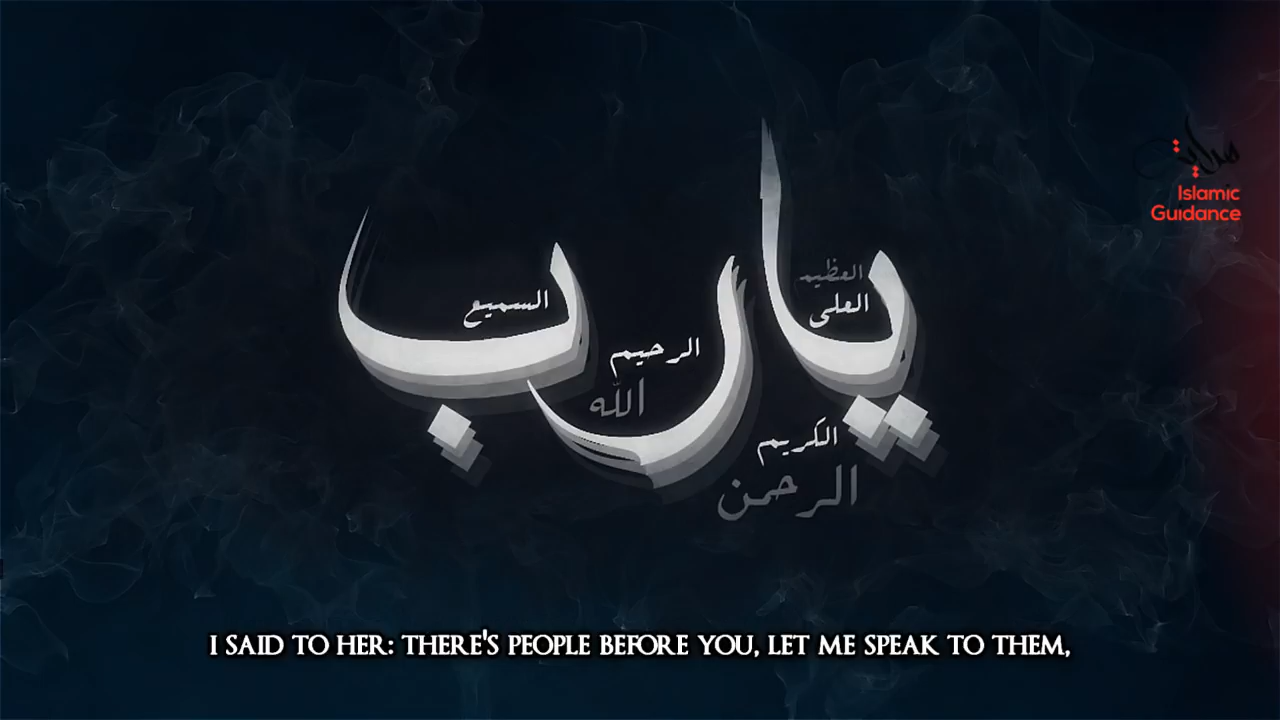 يارب
العظيم
العلى
السميع
الرحيم
الله
الكريم
الرحمن
هداية
Islamic
Guidance
I SAID TO HER: THERE'S PEOPLE BEFORE YOU, LET ME SPEAK TO THEM,